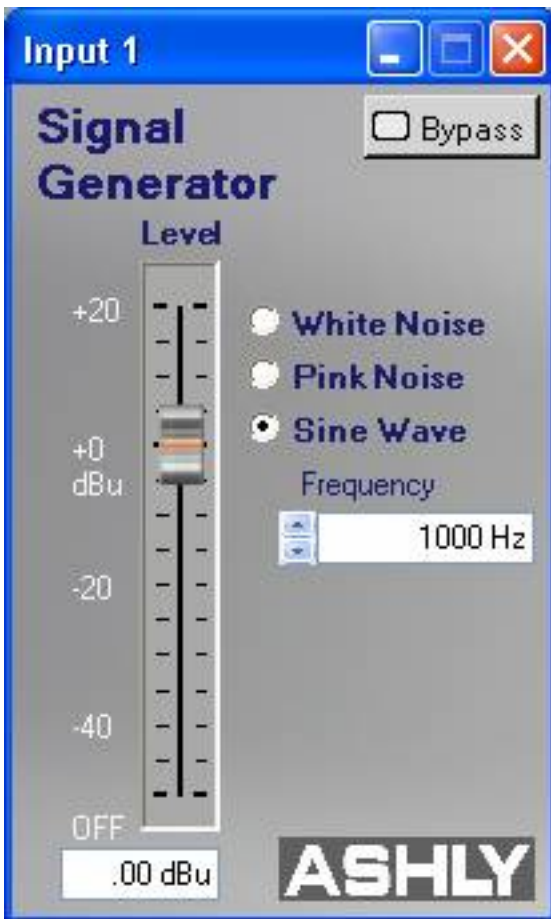 Input 1
Signal
Generator
Bypass
Level
+20
+0
dBu
-20
-40
OFF
.00 dBu
White Noise
Pink Noise
Sine Wave
Frequency
1000 Hz
ASHLY